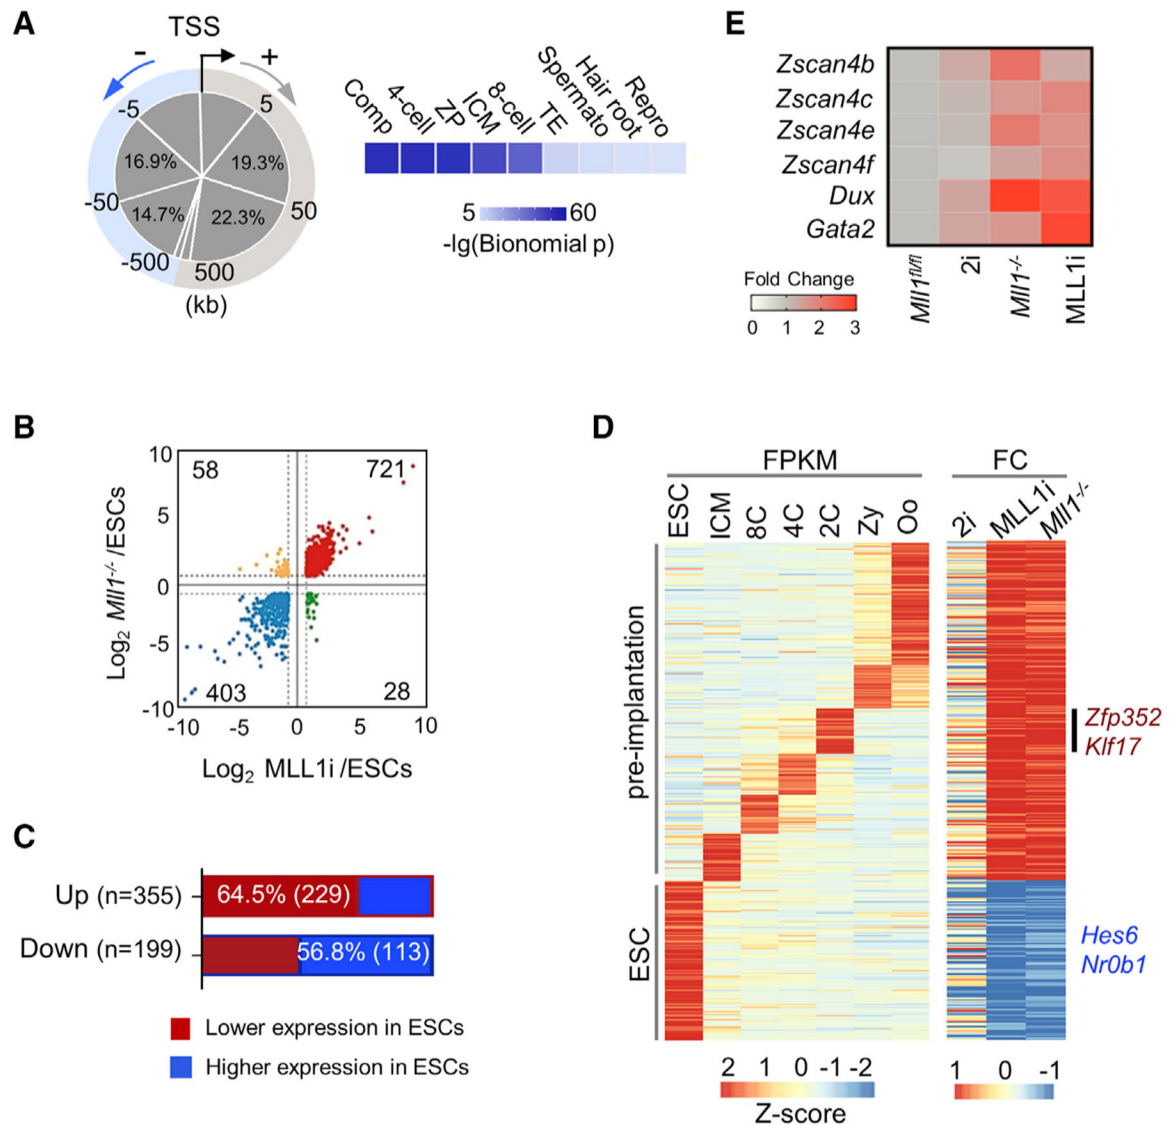 A
TSS
- +
-5 5
16.9% 19.3%
-50 50
14.7% 22.3%
-500 500
(kb)
Comp 4-cell ZP ICM 8-cell TE Spermato Hair root Repro
5 60
-lg(Bionomial p)
E
Zscan4b
Zscan4c
Zscan4e
Zscan4f
Dux
Gata2
Mll1fl/fl 2i Mll1-/- MLL1i
Fold Change
0 1 2 3
B
Log2 Mll1-/- /ESCs
10
5
0
-5
-10
58 721
403 28
-10 -5 0 5 10
Log2 MLL1i /ESCs
C
Up (n=355) 64.5% (229)
Down (n=199) 56.8% (113)
Lower expression in ESCs
Higher expression in ESCs
D
FPKM FC
ESC ICM 8C 4C 2C Zy Oo 2i MLL1i Mll1-/-
pre-implantation
ESC
Zfp352
Klf17
Hes6
Nr0b1
2 1 0 -1 -2
Z-score
1 0 -1